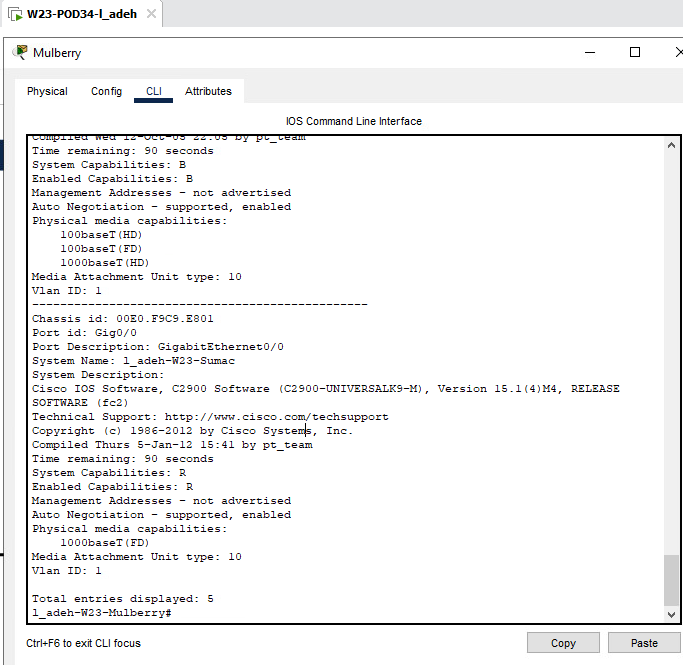 W23-POD34-l_adeh
Mulberry
Physical Config CLI Attributes
IOS Command Line Interface
Compiled Wed 12-Oct-05 22:05 by pt_team
Time remaining: 90 seconds
System Capabilities: B
Enabled Capabilities: B
Management Addresses - not advertised
Auto Negotiation - supported, enabled
Physical media capabilities:
    100baseT(HD)
    100baseT(FD)
    1000baseT(HD)
Media Attachment Unit type: 10
Vlan ID: 1
------------------------------------------------
Chassis id: 00E0.F9C9.E801
Port id: Gig0/0
Port Description: GigabitEthernet0/0
System Name: l_adeh-W23-Sumac
System Description:
Cisco IOS Software, C2900 Software (C2900-UNIVERSALK9-M), Version 15.1(4)M4, RELEASE
SOFTWARE (fc2)
Technical Support: http://www.cisco.com/techsupport
Copyright (c) 1986-2012 by Cisco Systems, Inc.
Compiled Thurs 5-Jan-12 15:41 by pt_team
Time remaining: 90 seconds
System Capabilities: R
Enabled Capabilities: R
Management Addresses - not advertised
Auto Negotiation - supported, enabled
Physical media capabilities:
    1000baseT(FD)
Media Attachment Unit type: 10
Vlan ID: 1
Total entries displayed: 5
l_adeh-W23-Mulberry#
Ctrl+F6 to exit CLI focus
Copy Paste